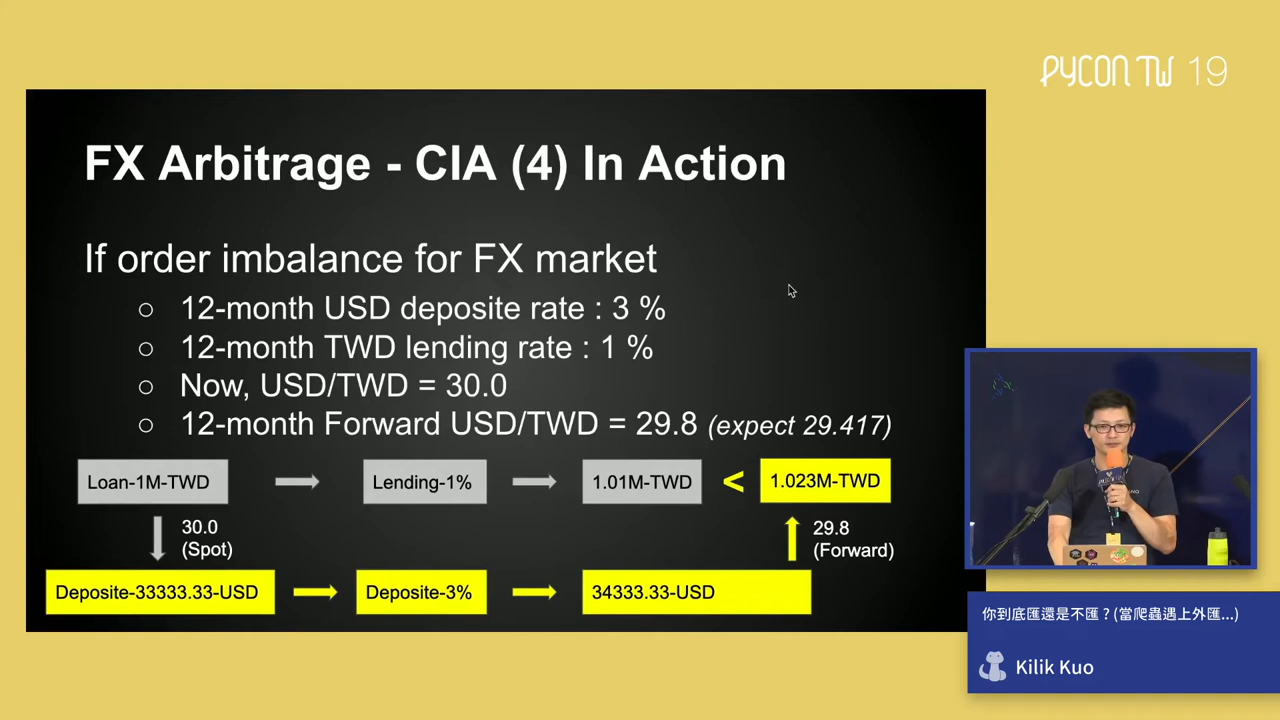 PYCON TW 19
FX Arbitrage - CIA (4) In Action
If order imbalance for FX market
○ 12-month USD deposite rate : 3 %
○ 12-month TWD lending rate : 1 %
○ Now, USD/TWD = 30.0
○ 12-month Forward USD/TWD = 29.8 (expect 29.417)
Loan-1M-TWD
Lending-1%
1.01M-TWD
<
1.023M-TWD
30.0
(Spot)
29.8
(Forward)
Deposite-33333.33-USD
Deposite-3%
34333.33-USD
你到底匯還是不匯？(當爬蟲遇上外匯...)
Kilik Kuo